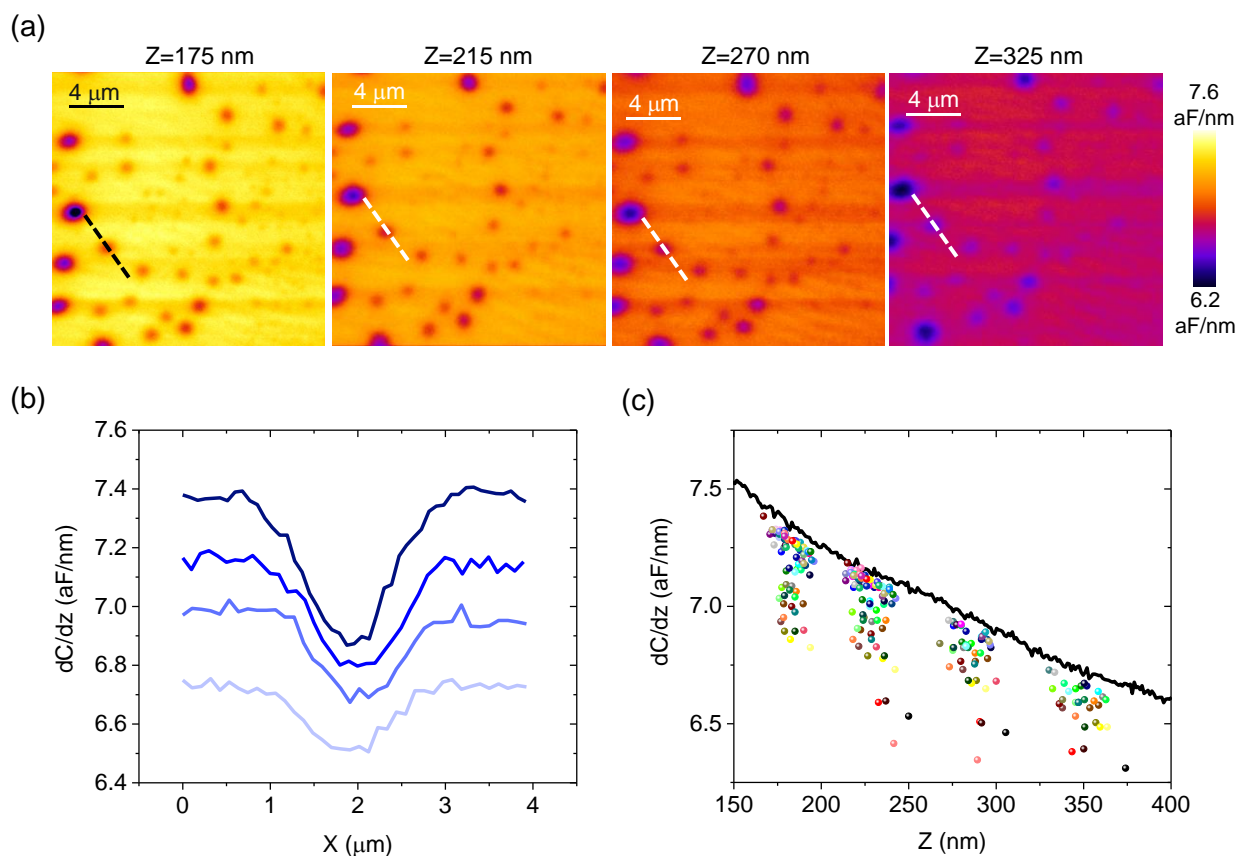 (a)
Z=175 nm Z=215 nm Z=270 nm Z=325 nm
4 μm 4 μm 4 μm 4 μm
7.6
aF/nm
6.2
aF/nm
(b)
7.6
7.4
7.2
7.0
6.8
6.6
6.4
dC/dz (aF/nm)
0 1 2 3 4
X (μm)
(c)
7.5
7.0
6.5
dC/dz (aF/nm)
150 200 250 300 350 400
Z (nm)